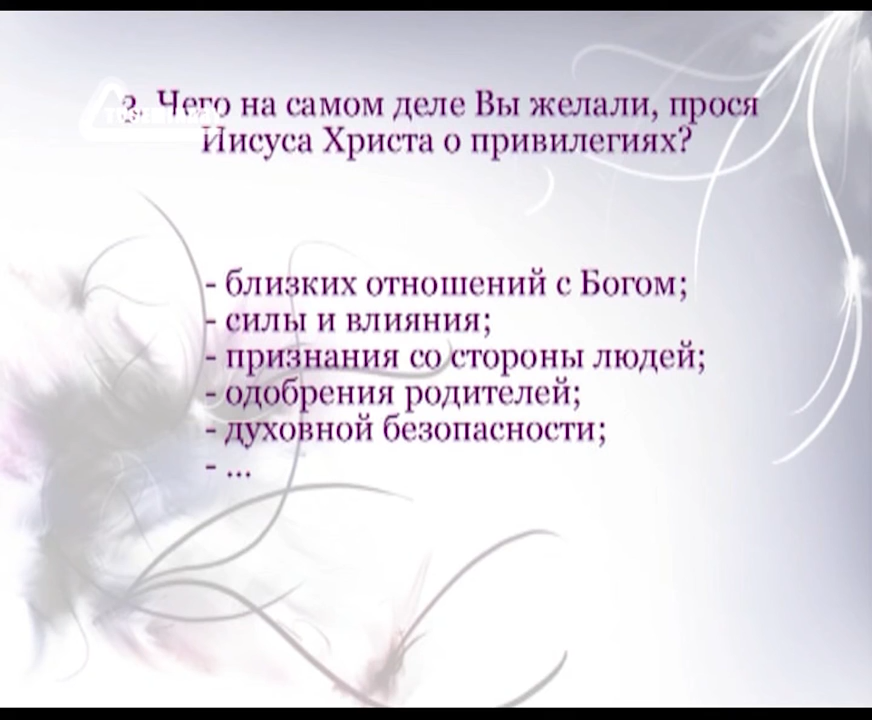 3. Чего на самом деле Вы желали, прося
Иисуса Христа о привилегиях?
- близких отношений с Богом;
- силы и влияния;
- признания со стороны людей;
- одобрения родителей;
- духовной безопасности;
- ...